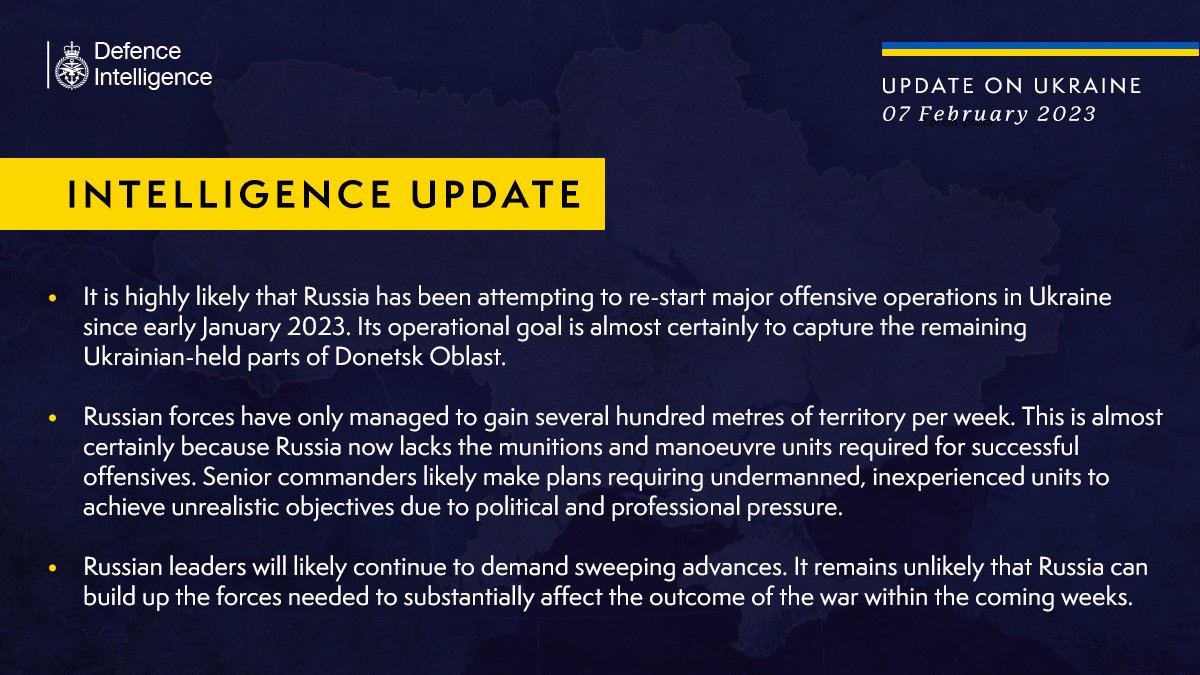 Defence
Intelligence
UPDATE ON UKRAINE
07 February 2023
INTELLIGENCE UPDATE
• It is highly likely that Russia has been attempting to re-start major offensive operations in Ukraine
since early January 2023. Its operational goal is almost certainly to capture the remaining
Ukrainian-held parts of Donetsk Oblast.
• Russian forces have only managed to gain several hundred metres of territory per week. This is almost
certainly because Russia now lacks the munitions and manoeuvre units required for successful
offensives. Senior commanders likely make plans requiring undermanned, inexperienced units to
achieve unrealistic objectives due to political and professional pressure.
• Russian leaders will likely continue to demand sweeping advances. It remains unlikely that Russia can
build up the forces needed to substantially affect the outcome of the war within the coming weeks.